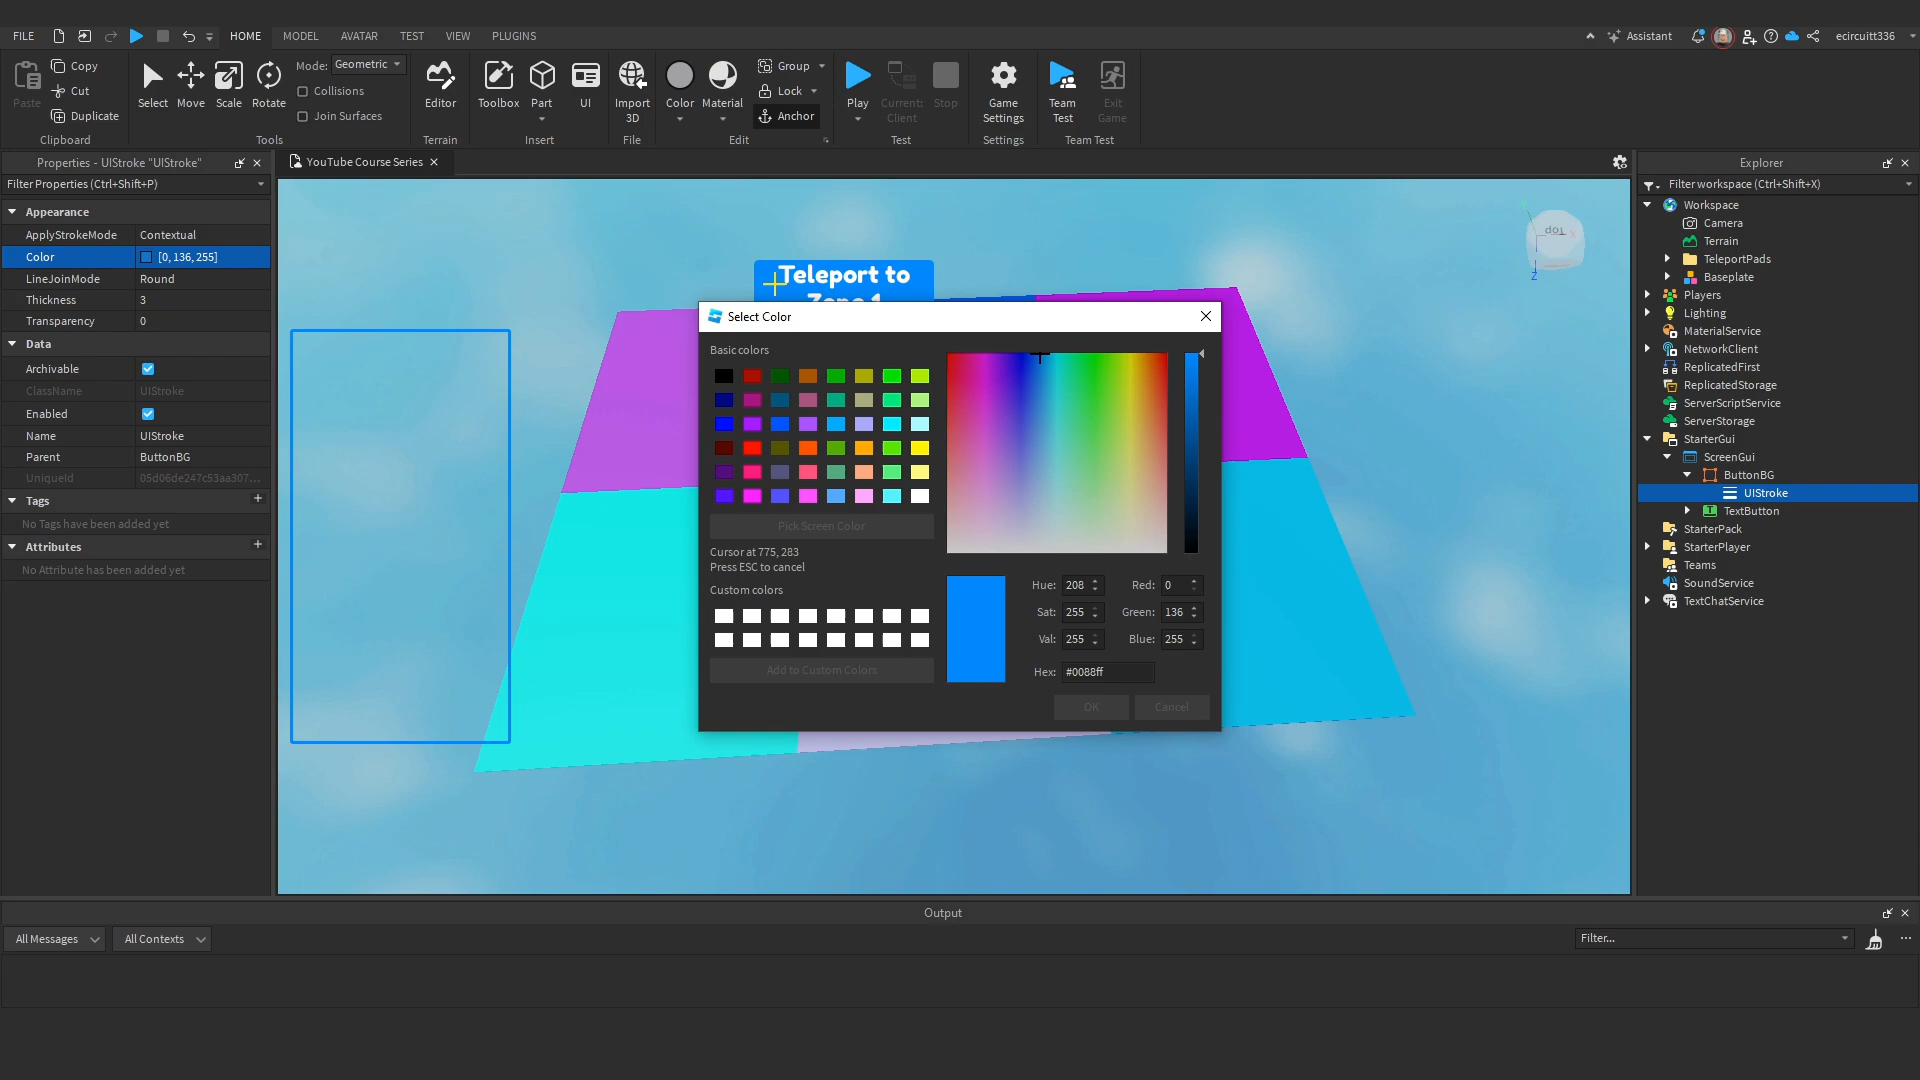 FILE HOME MODEL AVATAR TEST VIEW PLUGINS Assistant ecircuitt336
Paste Copy Cut Duplicate Clipboard
Select Move Scale Rotate Mode: Geometric Collisions Join Surfaces Tools
Editor Terrain
Toolbox Part UI Insert
Import 3D File
Color Material Group Lock Anchor Edit
Play Current: Client Stop Test
Game Settings Settings
Team Test Exit Game Team Test
Properties - UIStroke "UIStroke"
Filter Properties (Ctrl+Shift+P)
Appearance
ApplyStrokeMode Contextual
Color [0, 136, 255]
LineJoinMode Round
Thickness 3
Transparency 0
Data
Archivable
ClassName UIStroke
Enabled
Name UIStroke
Parent ButtonBG
UniqueId 05d06de247c53aa307...
Tags +
No Tags have been added yet
Attributes +
No Attribute has been added yet
YouTube Course Series
Teleport to
Zone 1
Top
X
Z
Select Color
Basic colors
Pick Screen Color
Cursor at 775, 283
Press ESC to cancel
Custom colors
Add to Custom Colors
Hue: 208 Red: 0
Sat: 255 Green: 136
Val: 255 Blue: 255
Hex: #0088ff
OK Cancel
Explorer
Filter workspace (Ctrl+Shift+X)
Workspace
Camera
Terrain
TeleportPads
Baseplate
Players
Lighting
MaterialService
NetworkClient
ReplicatedFirst
ReplicatedStorage
ServerScriptService
ServerStorage
StarterGui
ScreenGui
ButtonBG
UIStroke
TextButton
StarterPack
StarterPlayer
Teams
SoundService
TextChatService
Output
All Messages All Contexts Filter...